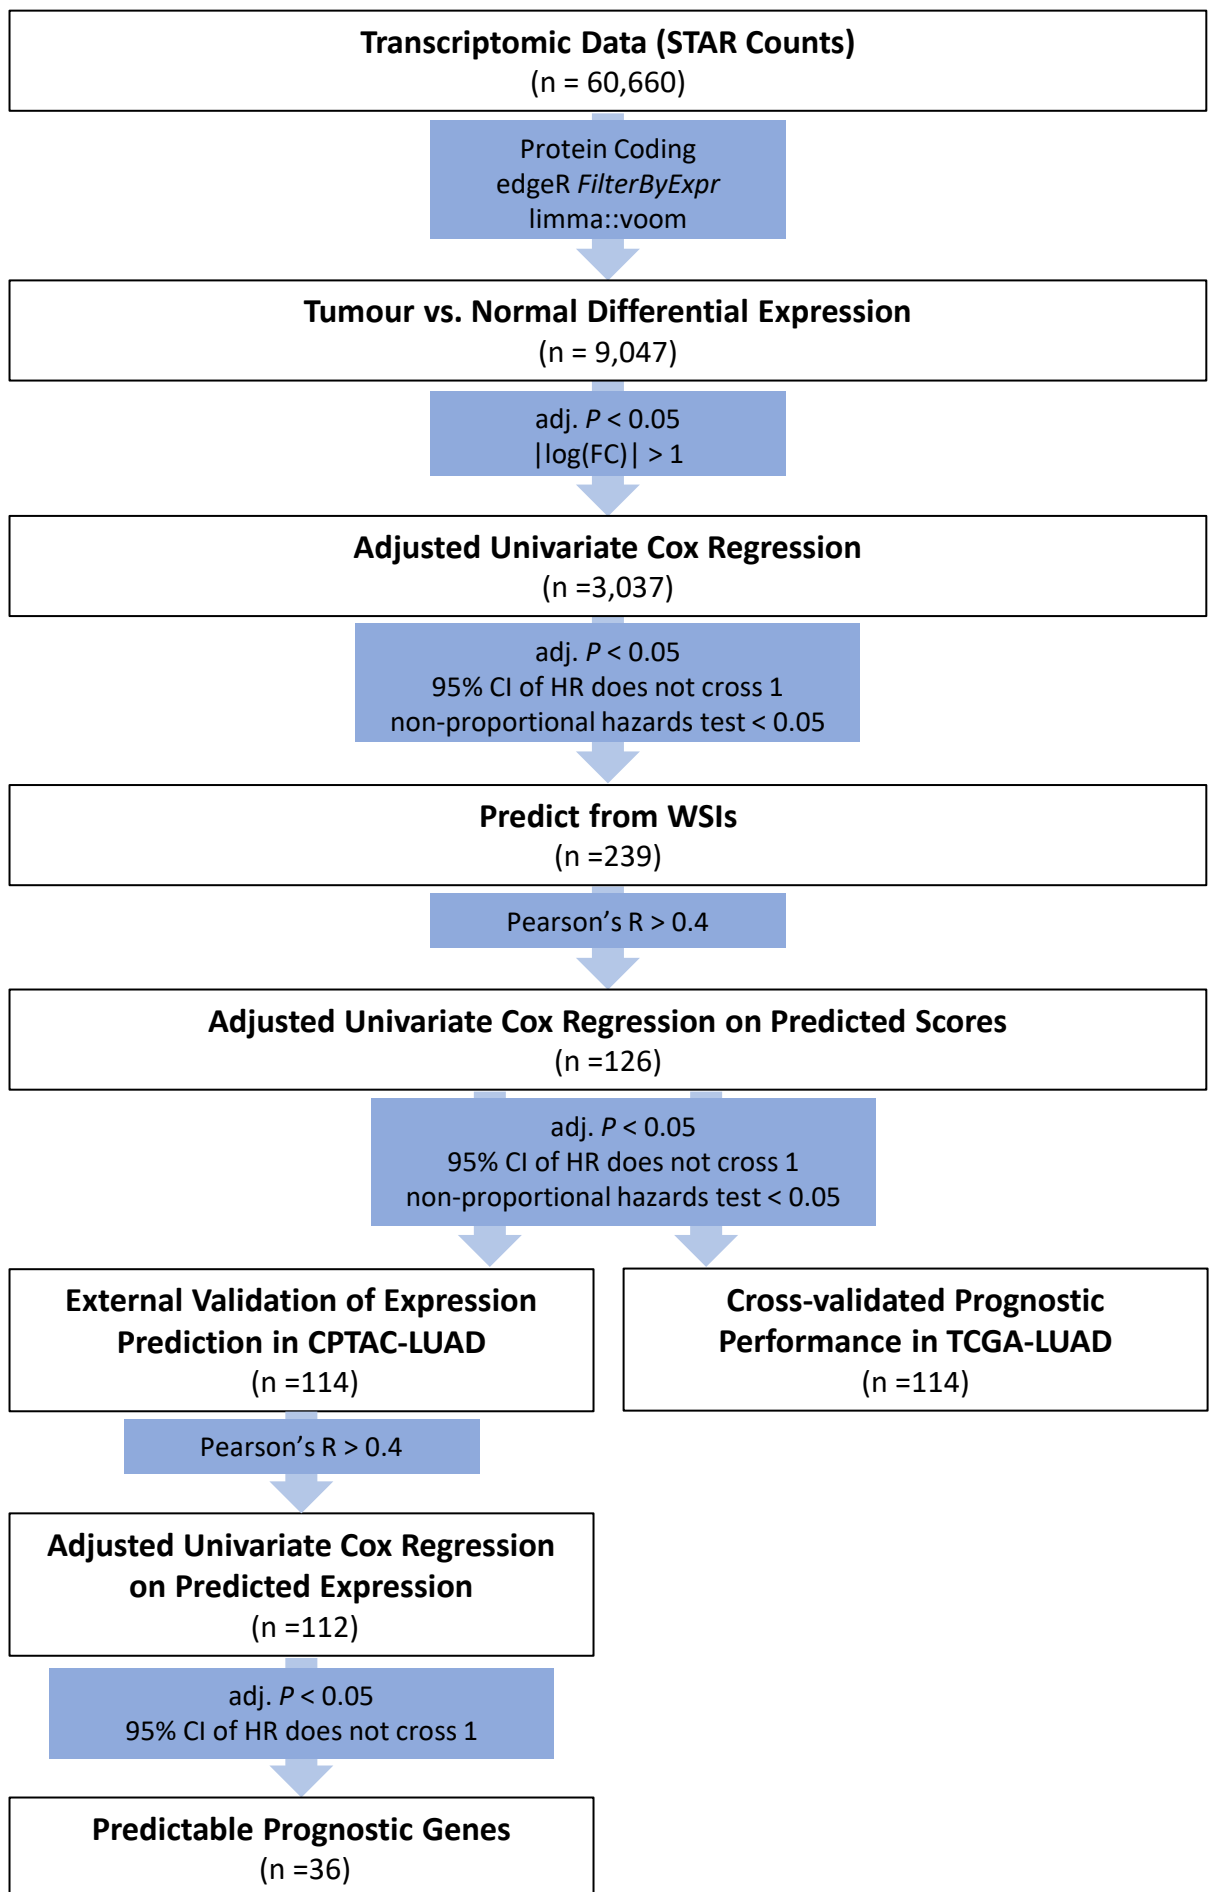 Transcriptomic Data (STAR Counts)
(n = 60,660)
Protein Coding
edgeR FilterByExpr
limma::voom
Tumour vs. Normal Differential Expression
(n = 9,047)
adj. P < 0.05
|log(FC)| > 1
Adjusted Univariate Cox Regression
(n =3,037)
adj. P < 0.05
95% CI of HR does not cross 1
non-proportional hazards test < 0.05
Predict from WSIs
(n =239)
Pearson’s R > 0.4
Adjusted Univariate Cox Regression on Predicted Scores
(n =126)
adj. P < 0.05
95% CI of HR does not cross 1
non-proportional hazards test < 0.05
External Validation of Expression
Prediction in CPTAC-LUAD
(n =114)
Cross-validated Prognostic
Performance in TCGA-LUAD
(n =114)
Pearson’s R > 0.4
Adjusted Univariate Cox Regression
on Predicted Expression
(n =112)
adj. P < 0.05
95% CI of HR does not cross 1
Predictable Prognostic Genes
(n =36)